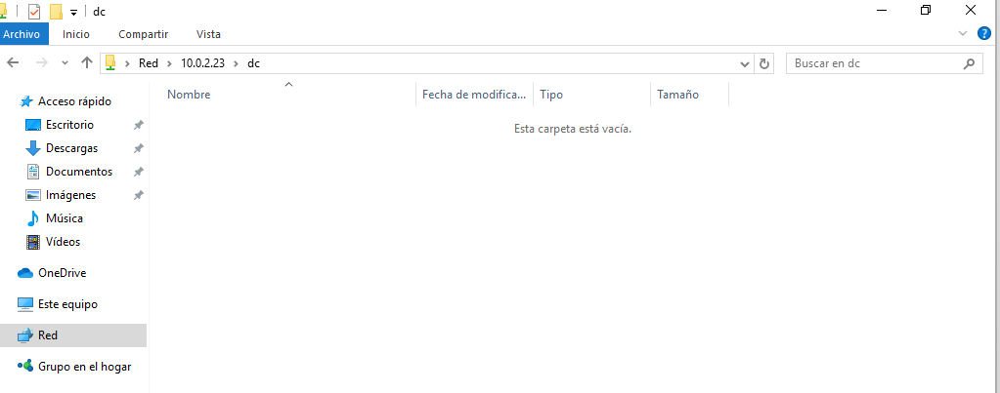 dc
Archivo Inicio Compartir Vista
Red 10.0.2.23 dc Buscar en dc
Nombre Fecha de modifica... Tipo Tamaño
Esta carpeta está vacía.
Acceso rápido
Escritorio
Descargas
Documentos
Imágenes
Música
Vídeos
OneDrive
Este equipo
Red
Grupo en el hogar